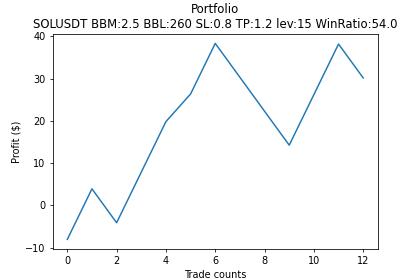 Portfolio
SOLUSDT BBM:2.5 BBL:260 SL:0.8 TP:1.2 lev:15 WinRatio:54.0
40
30
20
10
0
−10
Profit ($)
0 2 4 6 8 10 12
Trade counts